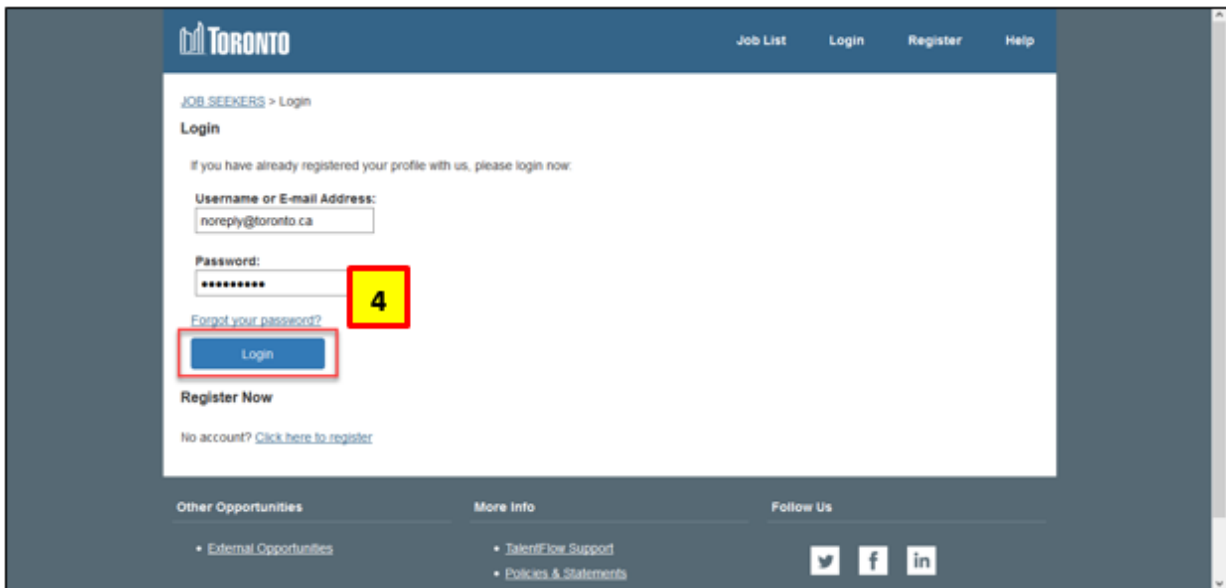 TORONTO
Job List Login Register Help
JOB SEEKERS > Login
Login
If you have already registered your profile with us, please login now:
Username or E-mail Address:
noreply@toronto.ca
Password:
•••••••••
4
Forgot your password?
Login
Register Now
No account? Click here to register
Other Opportunities More Info Follow Us
• External Opportunities • TalentFlow Support
• Policies & Statements